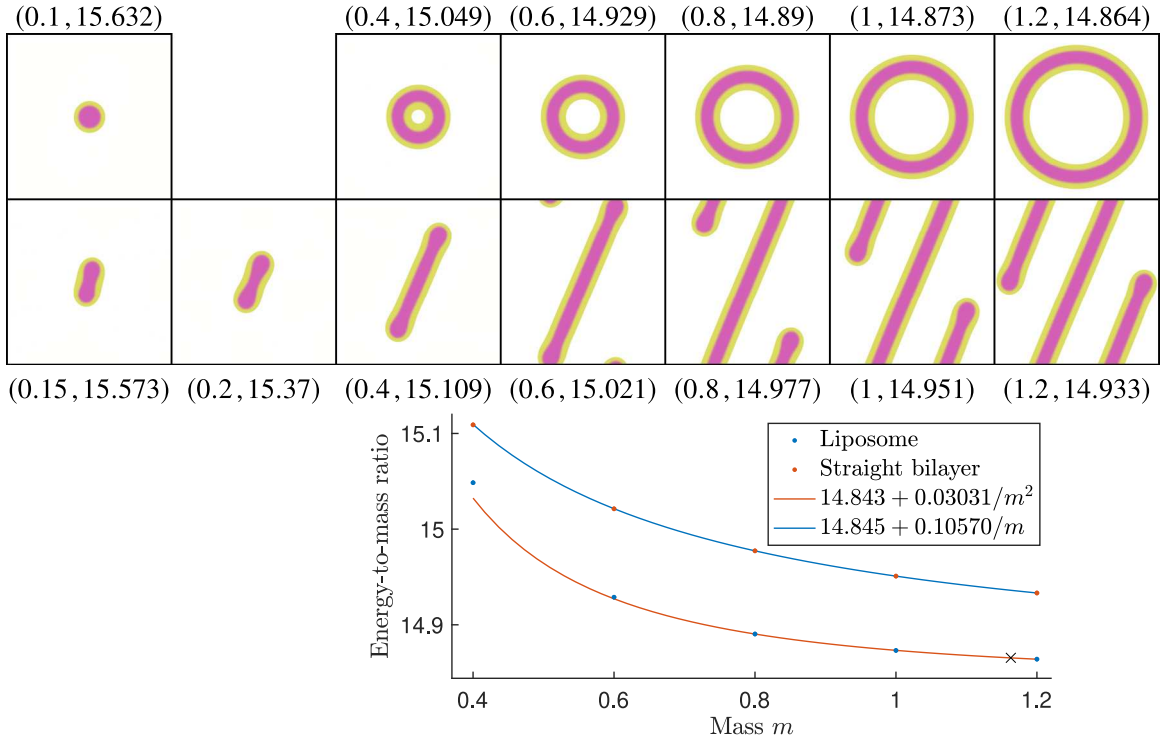 (0.1, 15.632) (0.4, 15.049) (0.6, 14.929) (0.8, 14.89) (1, 14.873) (1.2, 14.864)
(0.15, 15.573) (0.2, 15.37) (0.4, 15.109) (0.6, 15.021) (0.8, 14.977) (1, 14.951) (1.2, 14.933)
Energy-to-mass ratio
15.1
15
14.9
Liposome
Straight bilayer
14.843 + 0.03031/m²
14.845 + 0.10570/m
0.4 0.6 0.8 1 1.2
Mass m